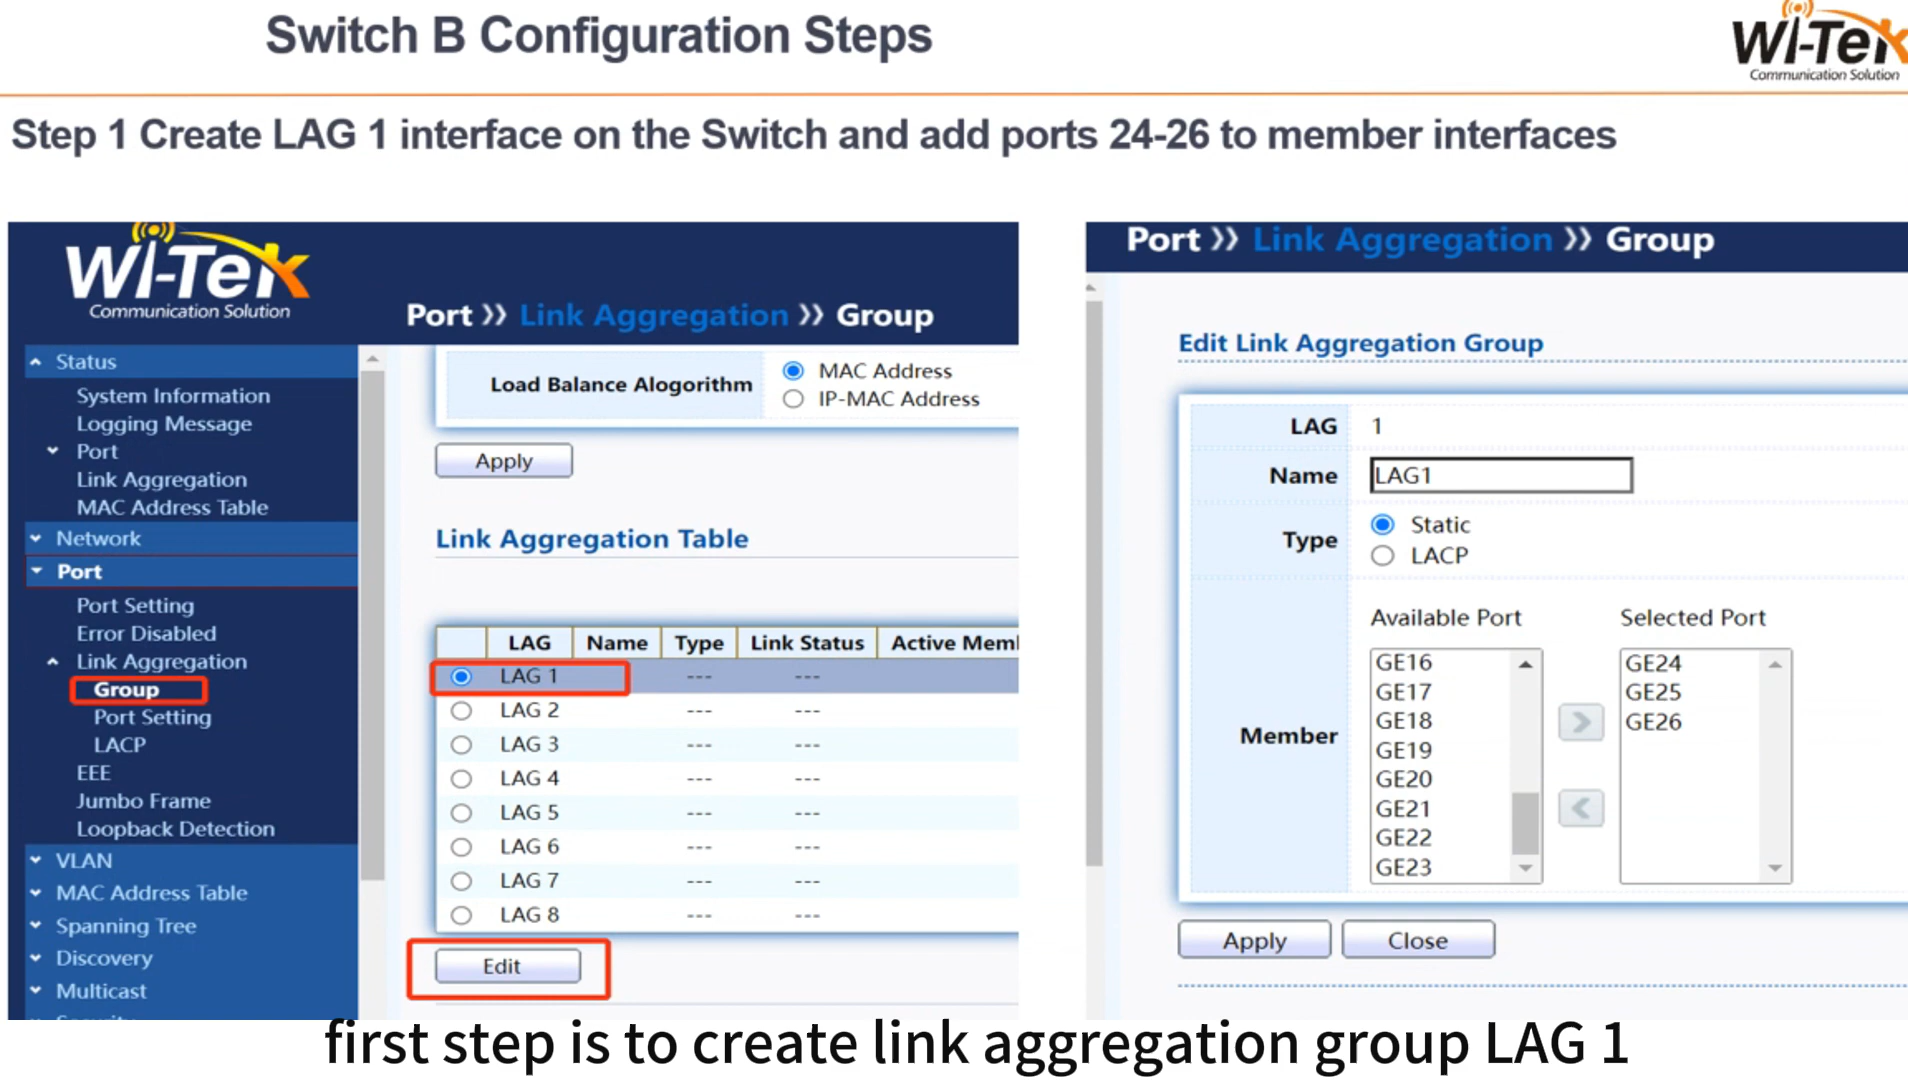 Switch B Configuration Steps
Wi-Tek
Communication Solution
Step 1 Create LAG 1 interface on the Switch and add ports 24-26 to member interfaces
Wi-Tek
Communication Solution
Port » Link Aggregation » Group
Status
System Information
Logging Message
Port
Link Aggregation
MAC Address Table
Network
Port
Port Setting
Error Disabled
Link Aggregation
Group
Port Setting
LACP
EEE
Jumbo Frame
Loopback Detection
VLAN
MAC Address Table
Spanning Tree
Discovery
Multicast
Load Balance Alogorithm
MAC Address
IP-MAC Address
Apply
Link Aggregation Table
LAG Name Type Link Status Active Mem
LAG 1 --- ---
LAG 2 --- ---
LAG 3 --- ---
LAG 4 --- ---
LAG 5 --- ---
LAG 6 --- ---
LAG 7 --- ---
LAG 8 --- ---
Edit
Port » Link Aggregation » Group
Edit Link Aggregation Group
LAG 1
Name LAG1
Type
Static
LACP
Member
Available Port
GE16
GE17
GE18
GE19
GE20
GE21
GE22
GE23
Selected Port
GE24
GE25
GE26
Apply Close
first step is to create link aggregation group LAG 1